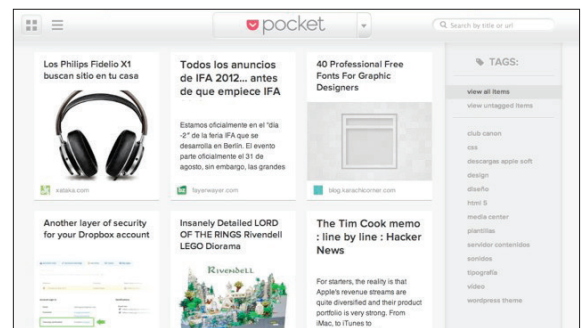 pocket
Search by title or url
Los Philips Fidelio X1
buscan sitio en tu casa
xataka.com
Todos los anuncios
de IFA 2012... antes
de que empiece IFA
Estamos oficialmente en el "día
-2" de la feria IFA que se
desarrolla en Berlín. El evento
parte oficialmente el 31 de
agosto, sin embargo, las grandes
fayerwayer.com
40 Professional Free
Fonts For Graphic
Designers
blog.karachicorner.com
Another layer of security
for your Dropbox account
Insanely Detailed LORD
OF THE RINGS Rivendell
LEGO Diorama
RIVENDELL
The Tim Cook memo
: line by line : Hacker
News
For starters, the reality is that
Apple's revenue streams are
quite diversified and their product
portfolio is very strong. From
iMac, to iTunes to
TAGS:
view all items
view untagged items
club canon
css
descargas apple soft
design
diseño
html 5
media center
plantillas
servidor contenidos
sonidos
tipografía
video
wordpress theme